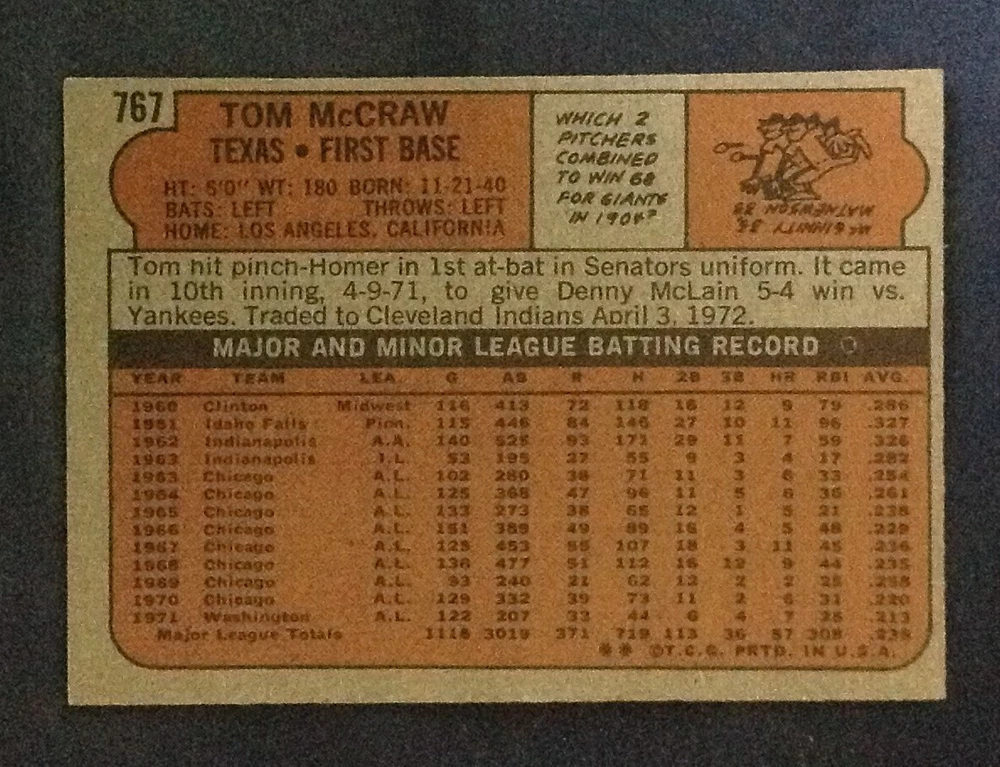 767
TOM McCRAW
TEXAS • FIRST BASE
HT: 6'0" WT: 180 BORN: 11-21-40
BATS: LEFT THROWS: LEFT
HOME: LOS ANGELES, CALIFORNIA
WHICH 2
PITCHERS
COMBINED
TO WIN 68
FOR GIANTS
IN 1904?
McGINNITY 35,
MATHEWSON 33
Tom hit pinch-Homer in 1st at-bat in Senators uniform. It came
in 10th inning, 4-9-71, to give Denny McLain 5-4 win vs.
Yankees. Traded to Cleveland Indians April 3, 1972.
MAJOR AND MINOR LEAGUE BATTING RECORD
YEAR TEAM LEA G AB R H 2B 3B HR RBI AVG.
1960 Clinton Midwest 116 413 72 118 16 12 9 79 .286
1961 Idaho Falls Pion. 115 446 84 146 27 10 11 96 .327
1962 Indianapolis A.A. 140 525 93 171 29 11 7 59 .326
1963 Indianapolis I.L. 53 195 27 55 9 3 4 17 .282
1963 Chicago A.L. 102 280 38 71 11 3 6 33 .254
1964 Chicago A.L. 125 368 47 96 11 5 6 36 .261
1965 Chicago A.L. 133 273 38 65 12 1 5 21 .238
1966 Chicago A.L. 151 389 49 89 16 4 5 48 .229
1967 Chicago A.L. 125 453 55 107 18 3 11 45 .236
1968 Chicago A.L. 136 477 51 112 16 12 9 44 .235
1969 Chicago A.L. 93 240 21 62 12 2 2 25 .258
1970 Chicago A.L. 129 332 39 73 11 2 6 31 .220
1971 Washington A.L. 122 207 33 44 6 4 7 25 .213
Major League Totals 1116 3019 371 719 113 36 57 308 .238
** ©T.C.G. PRTD. IN U.S.A.